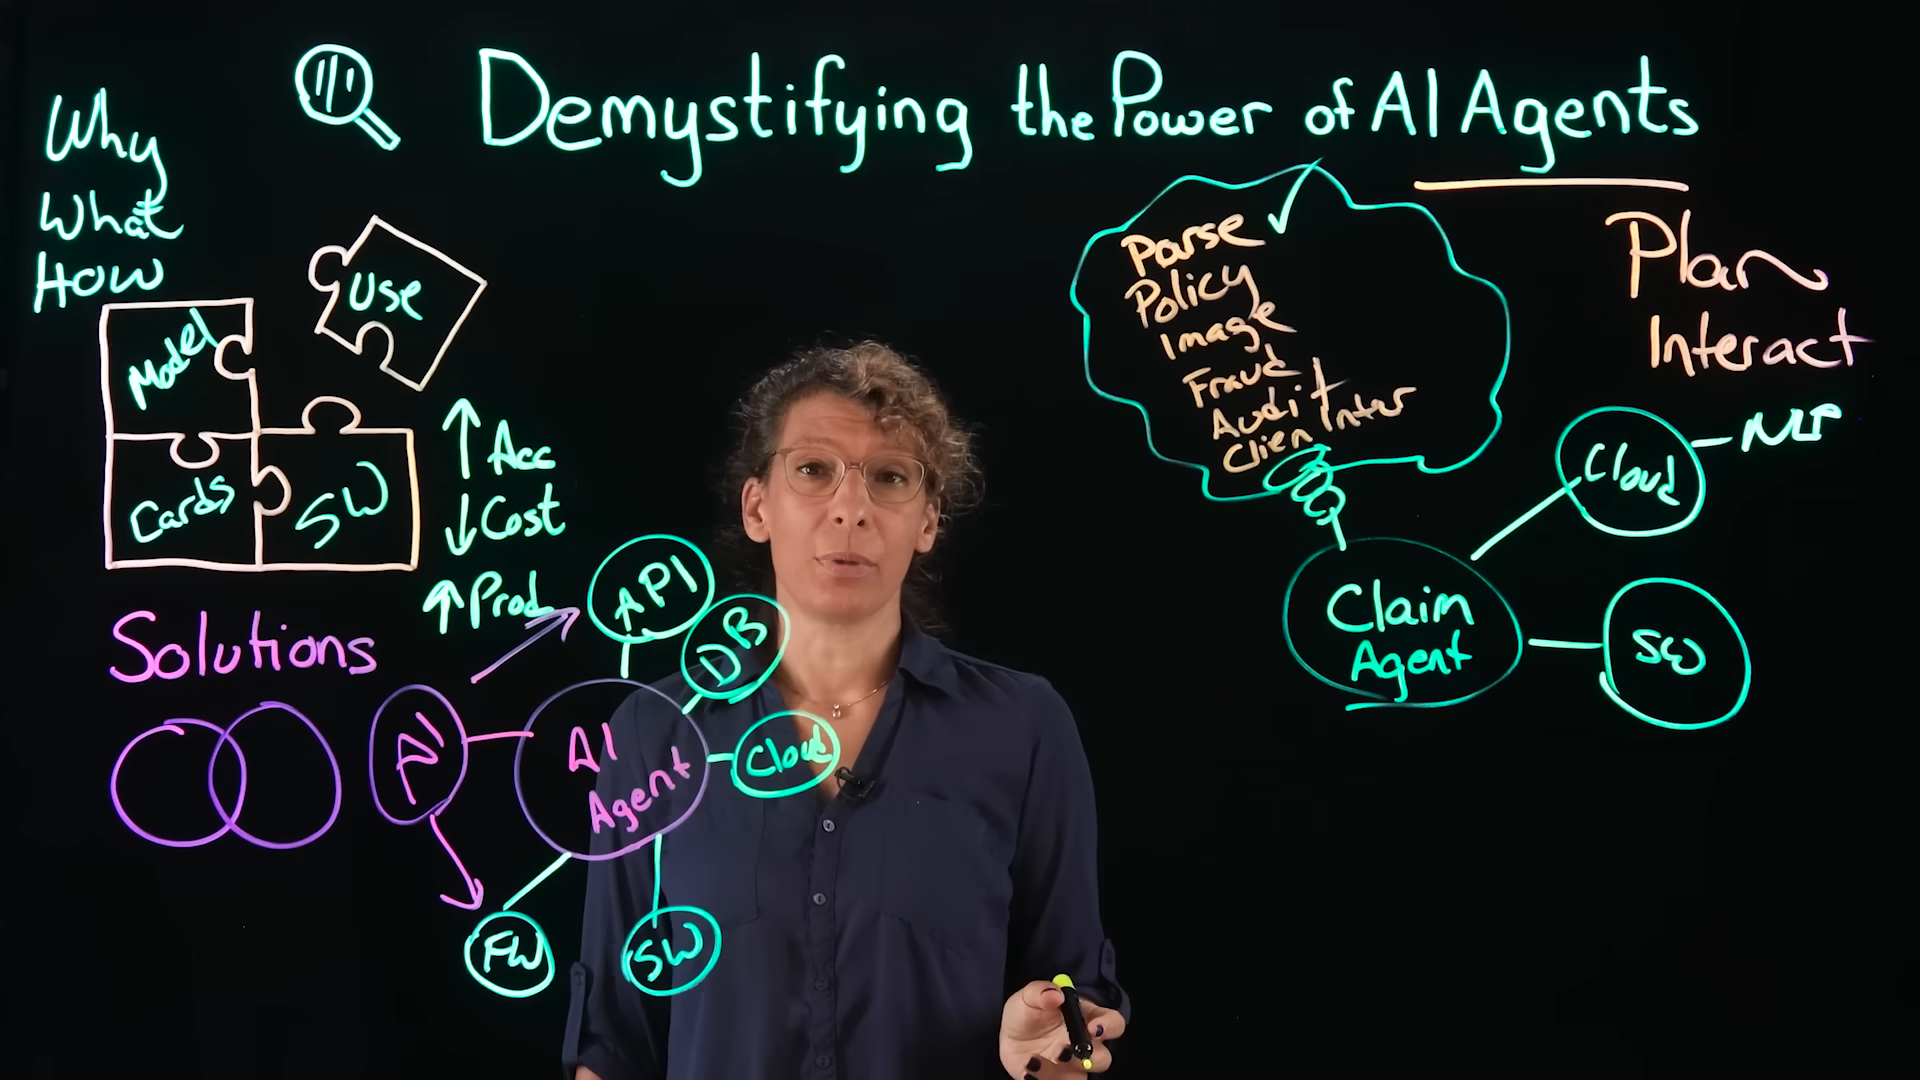 Demystifying the Power of AI Agents
Why
What
How
Model
Use
Cards
SW
↑ Acc
↓ Cost
↑ Prod
Solutions
AI
AI
Agent
API
DB
Cloud
SW
FW
Parse ✓
Policy
Image
Fraud
Audit
Client Inter
Plan
Interact
Claim
Agent
Cloud
NLP
SW